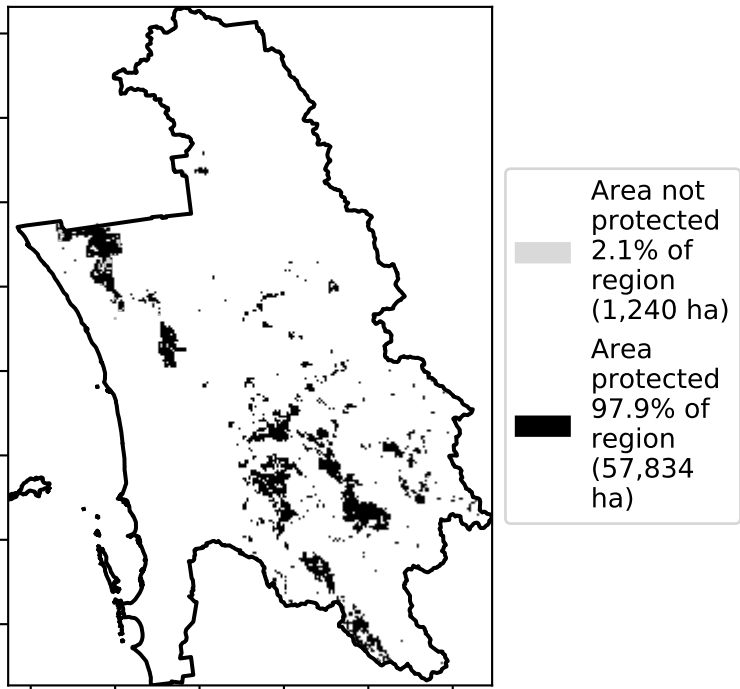 Area not
protected
2.1% of
region
(1,240 ha)
Area
protected
97.9% of
region
(57,834
ha)